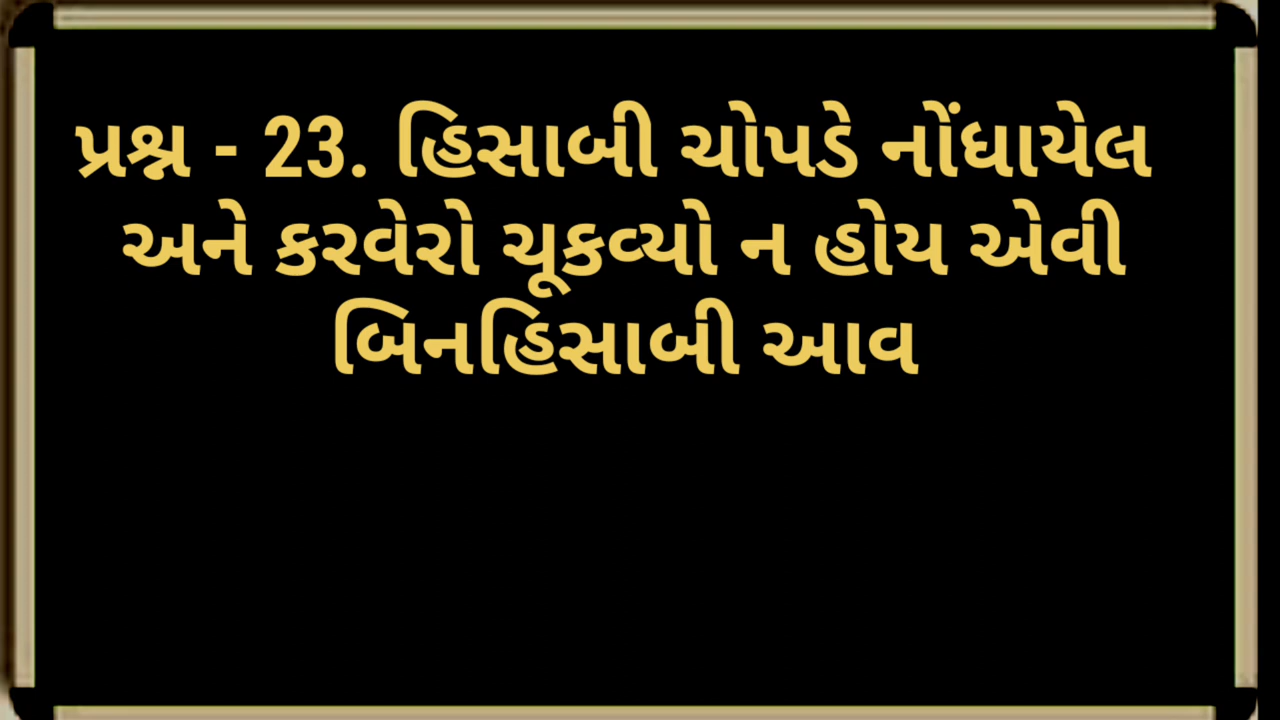 પ્રશ્ન - 23. હિસાબી ચોપડે નોંધાયેલ
અને કરવેરો ચૂકવ્યો ન હોય એવી
બિનહિસાબી આવ